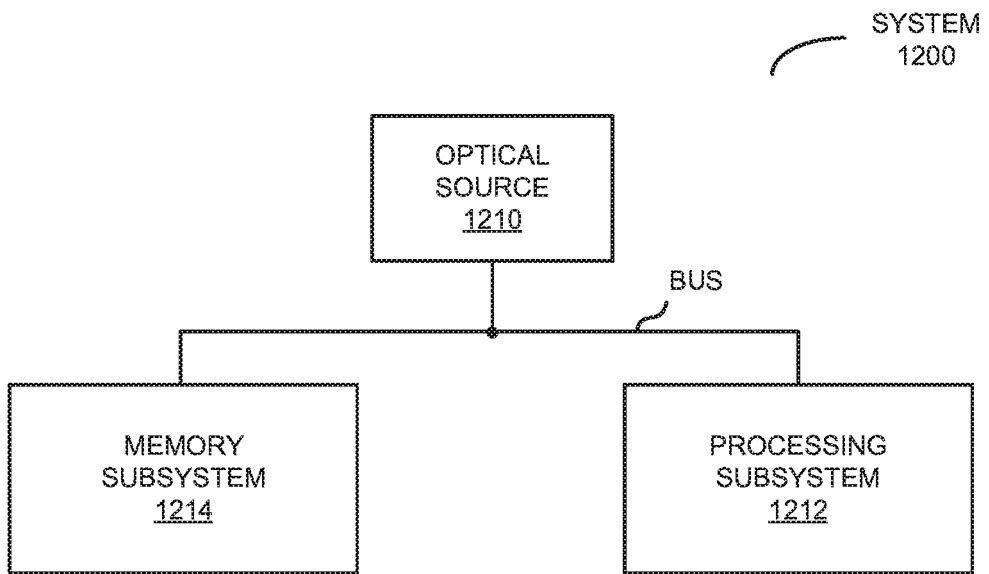 SYSTEM
1200
OPTICAL
SOURCE
1210
BUS
MEMORY
SUBSYSTEM
1214
PROCESSING
SUBSYSTEM
1212